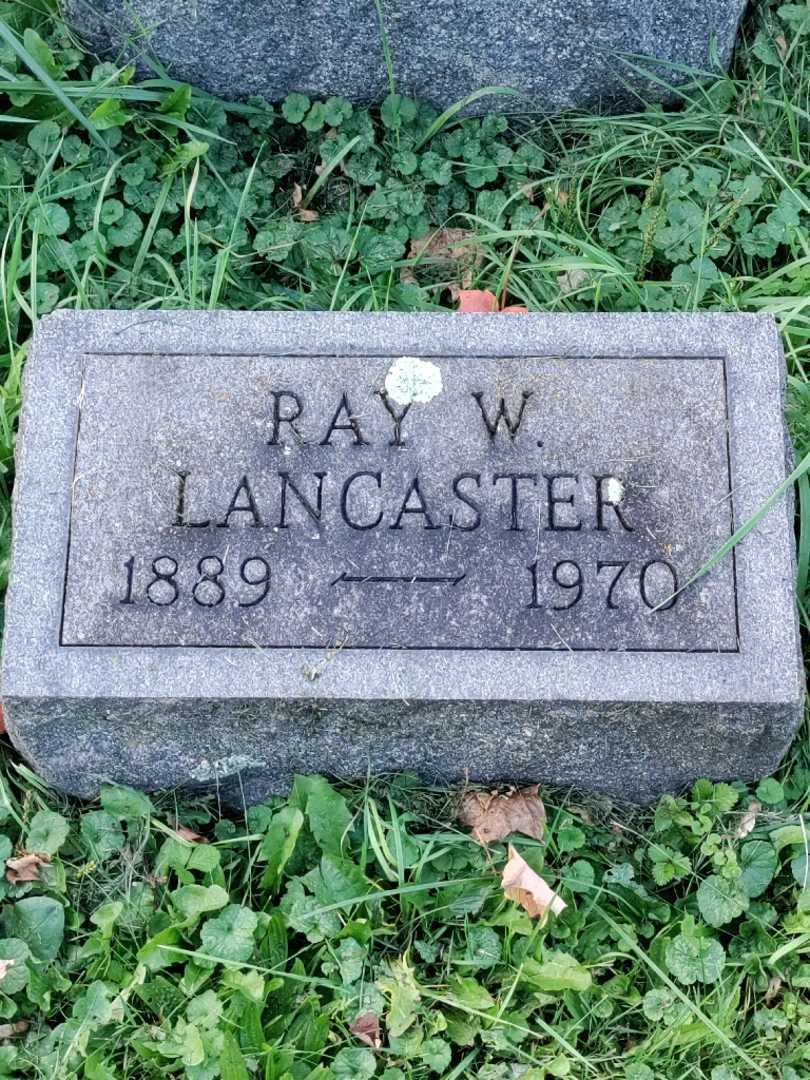 RAY W.
LANCASTER
1889 — 1970